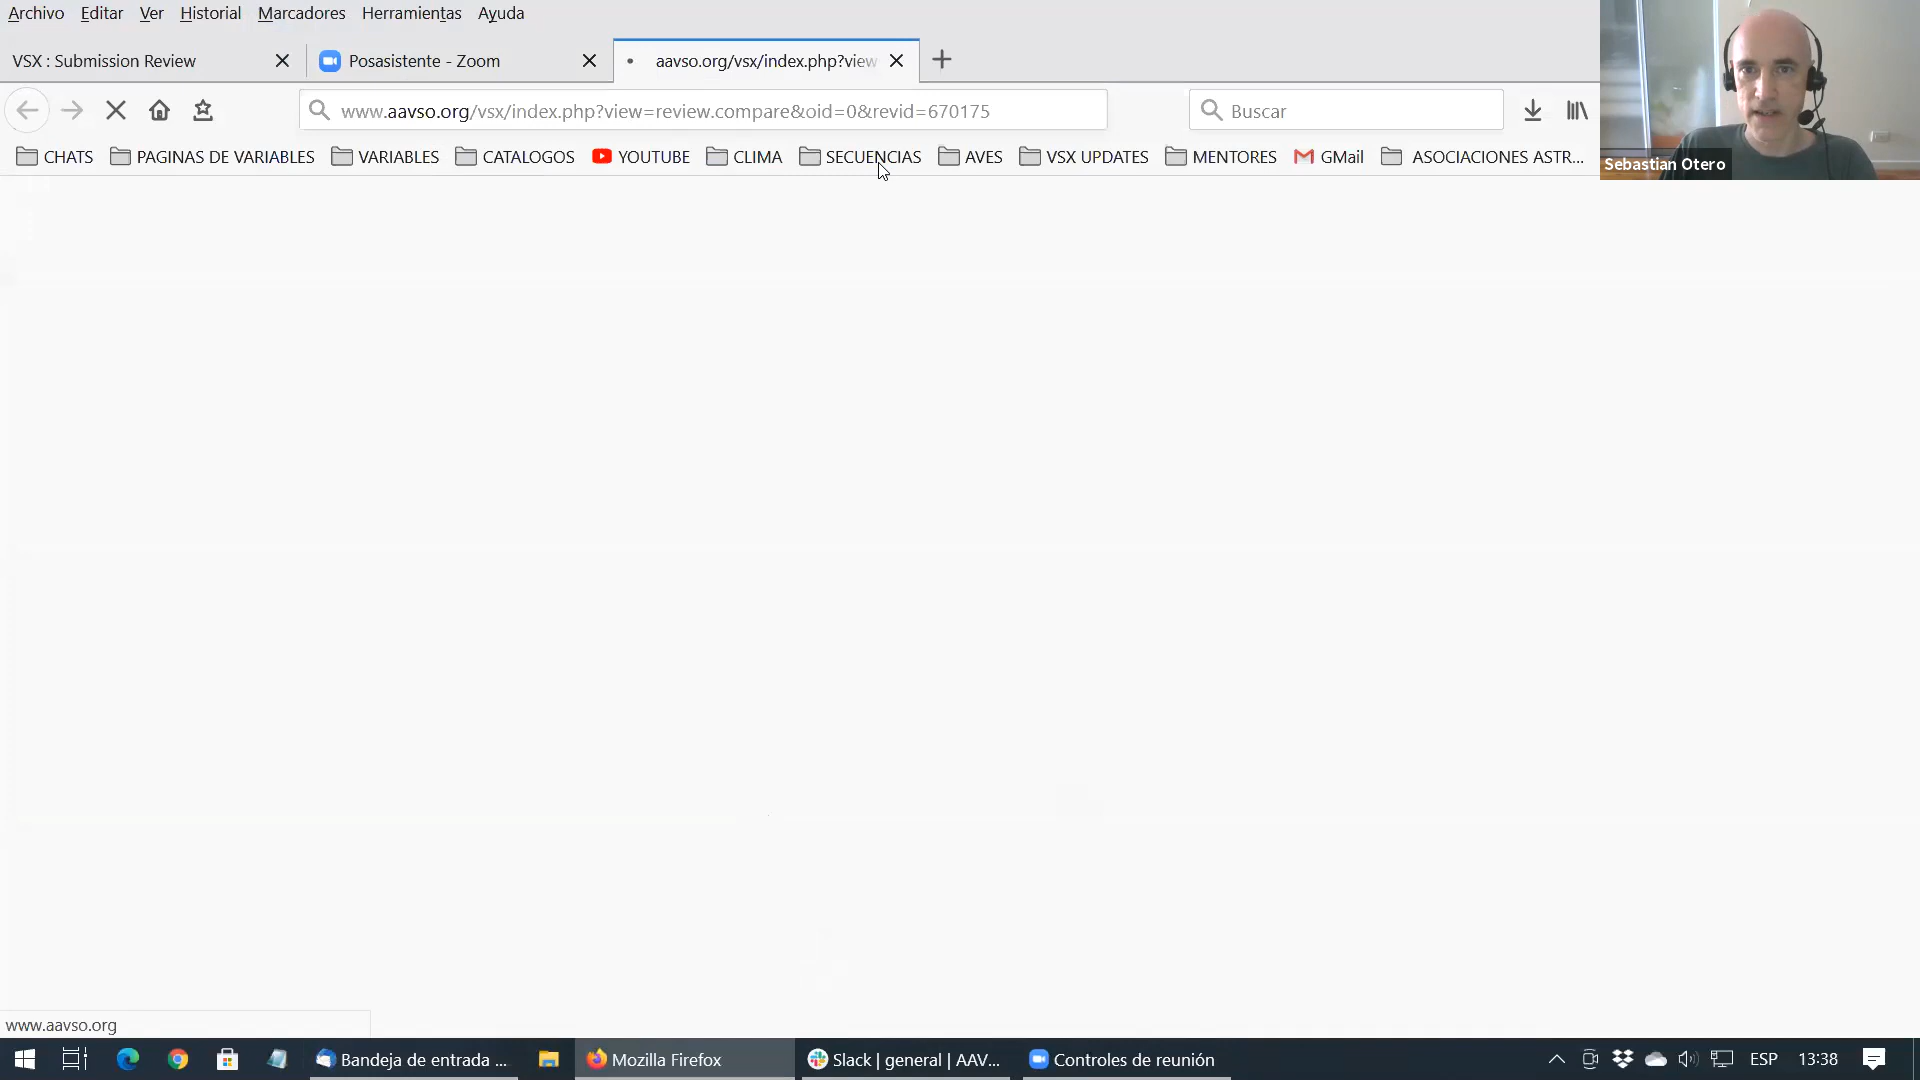 Archivo Editar Ver Historial Marcadores Herramientas Ayuda
VSX : Submission Review
Posasistente - Zoom
aavso.org/vsx/index.php?view
www.aavso.org/vsx/index.php?view=review.compare&oid=0&revid=670175
Buscar
CHATS PAGINAS DE VARIABLES VARIABLES CATALOGOS YOUTUBE CLIMA SECUENCIAS AVES VSX UPDATES MENTORES GMail ASOCIACIONES ASTR...
Sebastian Otero
www.aavso.org
Bandeja de entrada ... Mozilla Firefox Slack | general | AAV... Controles de reunión ESP 13:38